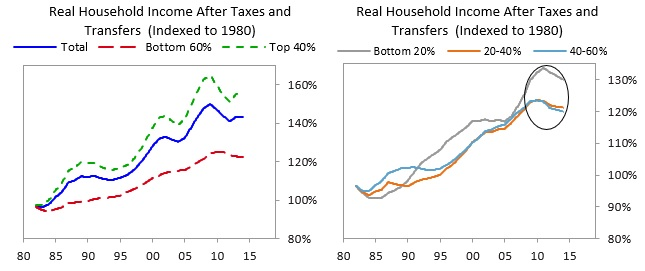 Real Household Income After Taxes and
Transfers (Indexed to 1980)
Total Bottom 60% Top 40%
160%
140%
120%
100%
80%
80 85 90 95 00 05 10 15
Real Household Income After Taxes and
Transfers (Indexed to 1980)
Bottom 20% 20-40% 40-60%
130%
120%
110%
100%
90%
80%
80 85 90 95 00 05 10 15